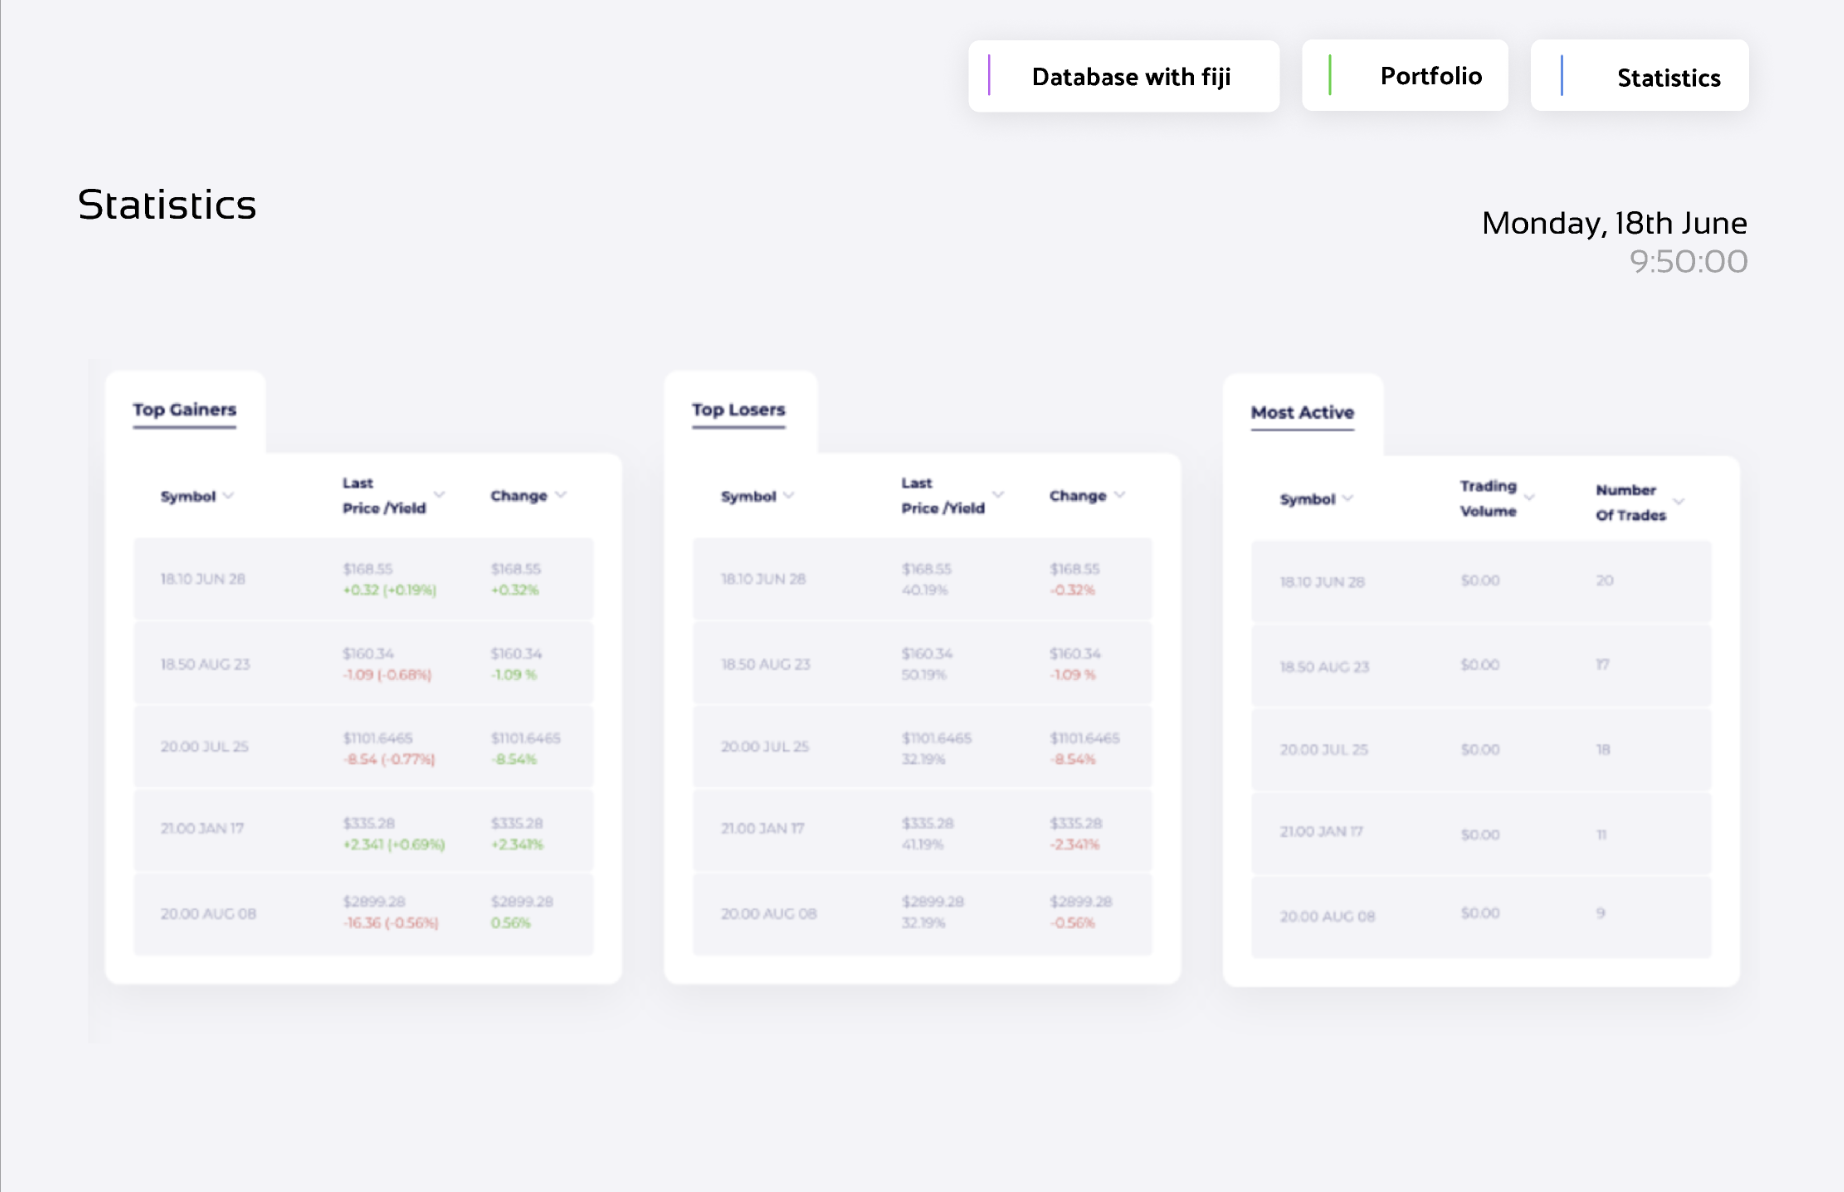 Database with fiji
Portfolio
Statistics
Statistics
Monday, 18th June
9:50:00
Top Gainers
Symbol
Last
Price /Yield
Change
18.10 JUN 28
$168.55
+0.32 (+0.19%)
$168.55
+0.32%
18.50 AUG 23
$160.34
-1.09 (-0.68%)
$160.34
-1.09 %
20.00 JUL 25
$1101.6465
-8.54 (-0.77%)
$1101.6465
-8.54%
21.00 JAN 17
$335.28
+2.341 (+0.69%)
$335.28
+2.341%
20.00 AUG 08
$2899.28
-16.36 (-0.56%)
$2899.28
0.56%
Top Losers
Symbol
Last
Price /Yield
Change
18.10 JUN 28
$168.55
40.19%
$168.55
-0.32%
18.50 AUG 23
$160.34
50.19%
$160.34
-1.09 %
20.00 JUL 25
$1101.6465
32.19%
$1101.6465
-8.54%
21.00 JAN 17
$335.28
41.19%
$335.28
-2.341%
20.00 AUG 08
$2899.28
32.19%
$2899.28
-0.56%
Most Active
Symbol
Trading
Volume
Number
Of Trades
18.10 JUN 28
$0.00
20
18.50 AUG 23
$0.00
17
20.00 JUL 25
$0.00
18
21.00 JAN 17
$0.00
11
20.00 AUG 08
$0.00
9